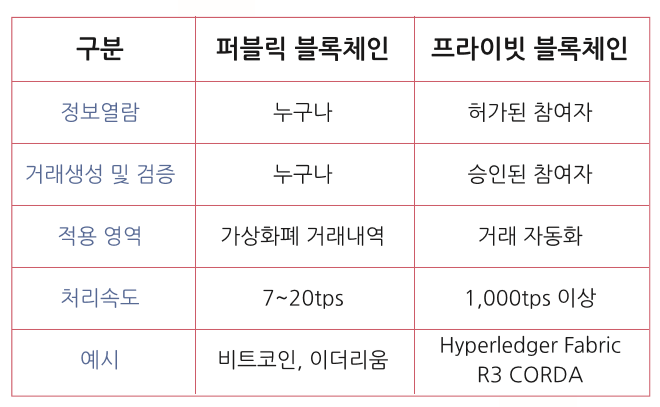 구분 퍼블릭 블록체인 프라이빗 블록체인
정보열람 누구나 허가된 참여자
거래생성 및 검증 누구나 승인된 참여자
적용 영역 가상화폐 거래내역 거래 자동화
처리속도 7~20tps 1,000tps 이상
예시 비트코인, 이더리움 Hyperledger Fabric
R3 CORDA